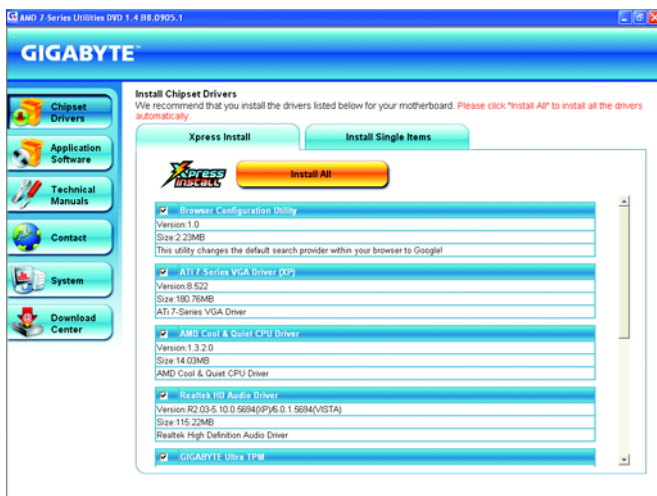 AMD 7-Series Utilities DVD 1.4 B8.0905.1
GIGABYTE™
Chipset
Drivers
Application
Software
Technical
Manuals
Contact
System
Download
Center
Install Chipset Drivers
We recommend that you install the drivers listed below for your motherboard. Please click "Install All" to install all the drivers
automatically.
Xpress Install
Install Single Items
Xpress
Install
Install All
Browser Configuration Utility
Version:1.0
Size:2.23MB
This utility changes the default search provider within your browser to Google!
ATi 7-Series VGA Driver (XP)
Version:8.522
Size:180.76MB
ATi 7-Series VGA Driver
AMD Cool & Quiet CPU Driver
Version:1.3.2.0
Size:14.03MB
AMD Cool & Quiet CPU Driver
Realtek HD Audio Driver
Version:R2.03-5.10.0.5694(XP)/6.0.1.5694(VISTA)
Size:115.22MB
Realtek High Definition Audio Driver
GIGABYTE Ultra TPM